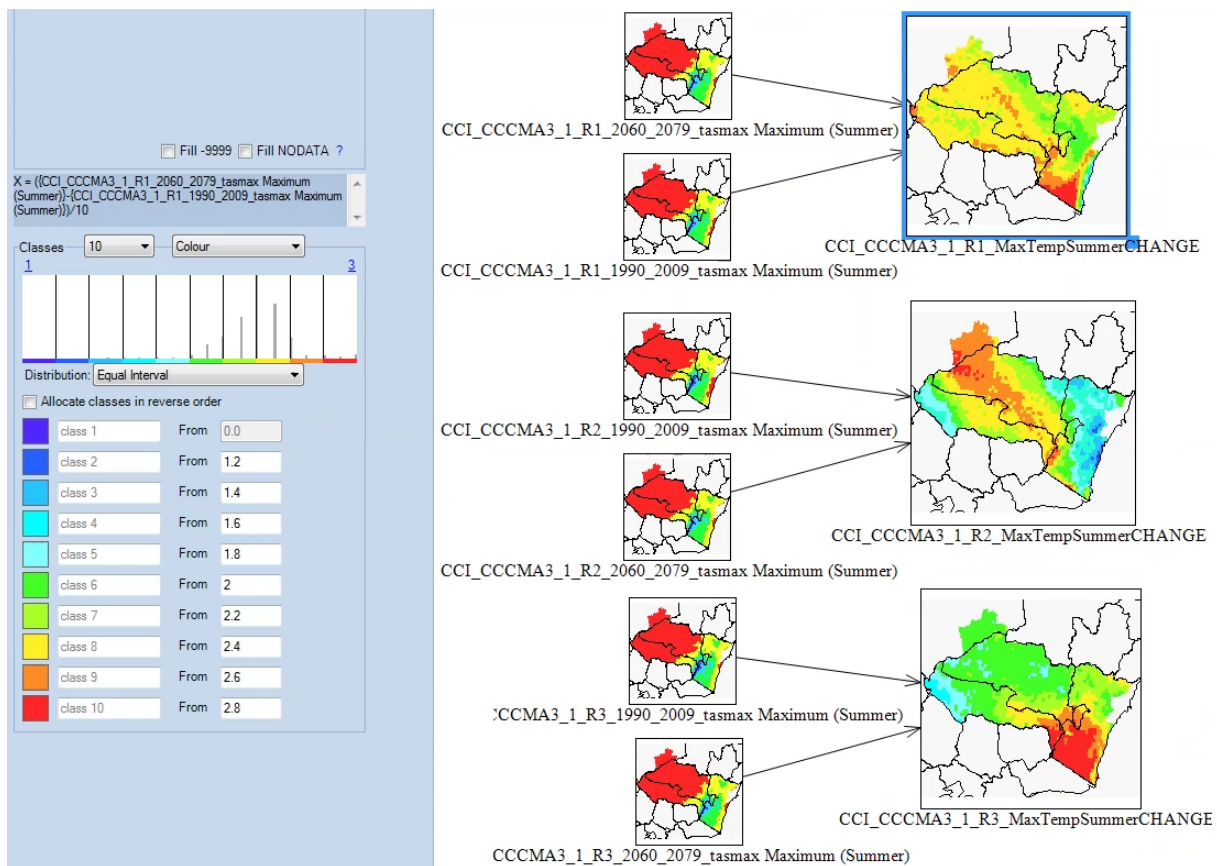 Fill -9999 Fill NODATA ?
X = ({CCI_CCCMA3_1_R1_2060_2079_tasmax Maximum
(Summer)}-{CCI_CCCMA3_1_R1_1990_2009_tasmax Maximum
(Summer)})/10
Classes 10 Colour
1 3
Distribution: Equal Interval
Allocate classes in reverse order
class 1 From 0.0
class 2 From 1.2
class 3 From 1.4
class 4 From 1.6
class 5 From 1.8
class 6 From 2
class 7 From 2.2
class 8 From 2.4
class 9 From 2.6
class 10 From 2.8
CCI_CCCMA3_1_R1_2060_2079_tasmax Maximum (Summer)
CCI_CCCMA3_1_R1_1990_2009_tasmax Maximum (Summer)
CCI_CCCMA3_1_R1_MaxTempSummerCHANGE
CCI_CCCMA3_1_R2_1990_2009_tasmax Maximum (Summer)
CCI_CCCMA3_1_R2_2060_2079_tasmax Maximum (Summer)
CCI_CCCMA3_1_R2_MaxTempSummerCHANGE
CCCMA3_1_R3_1990_2009_tasmax Maximum (Summer)
CCCMA3_1_R3_2060_2079_tasmax Maximum (Summer)
CCI_CCCMA3_1_R3_MaxTempSummerCHANGE